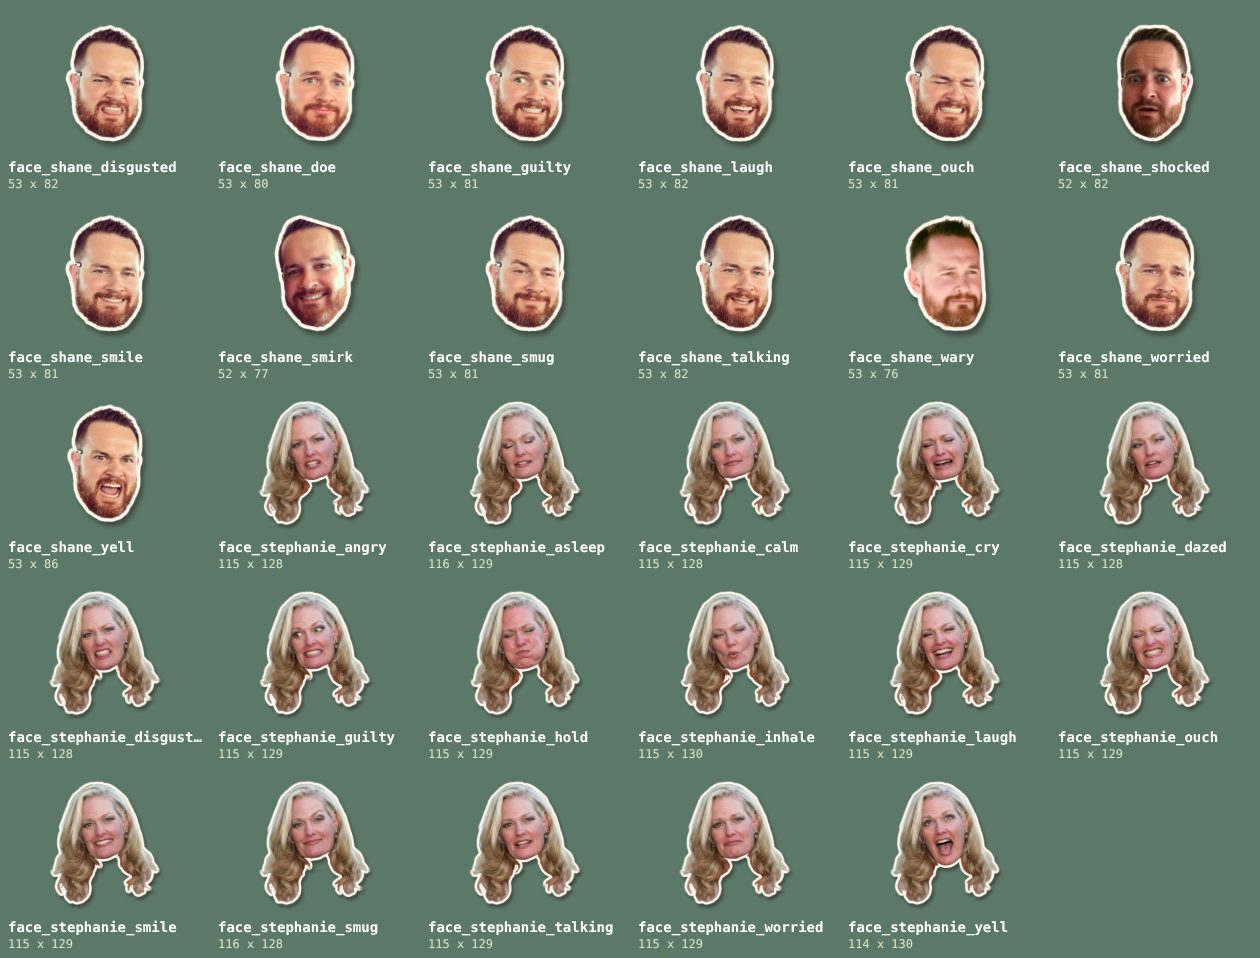 face_shane_disgusted
53 x 82
face_shane_doe
53 x 80
face_shane_guilty
53 x 81
face_shane_laugh
53 x 82
face_shane_ouch
53 x 81
face_shane_shocked
52 x 82
face_shane_smile
53 x 81
face_shane_smirk
52 x 77
face_shane_smug
53 x 81
face_shane_talking
53 x 82
face_shane_wary
53 x 76
face_shane_worried
53 x 81
face_shane_yell
53 x 86
face_stephanie_angry
115 x 128
face_stephanie_asleep
116 x 129
face_stephanie_calm
115 x 128
face_stephanie_cry
115 x 129
face_stephanie_dazed
115 x 128
face_stephanie_disgust…
115 x 128
face_stephanie_guilty
115 x 129
face_stephanie_hold
115 x 129
face_stephanie_inhale
115 x 130
face_stephanie_laugh
115 x 129
face_stephanie_ouch
115 x 129
face_stephanie_smile
115 x 129
face_stephanie_smug
116 x 128
face_stephanie_talking
115 x 129
face_stephanie_worried
115 x 129
face_stephanie_yell
114 x 130